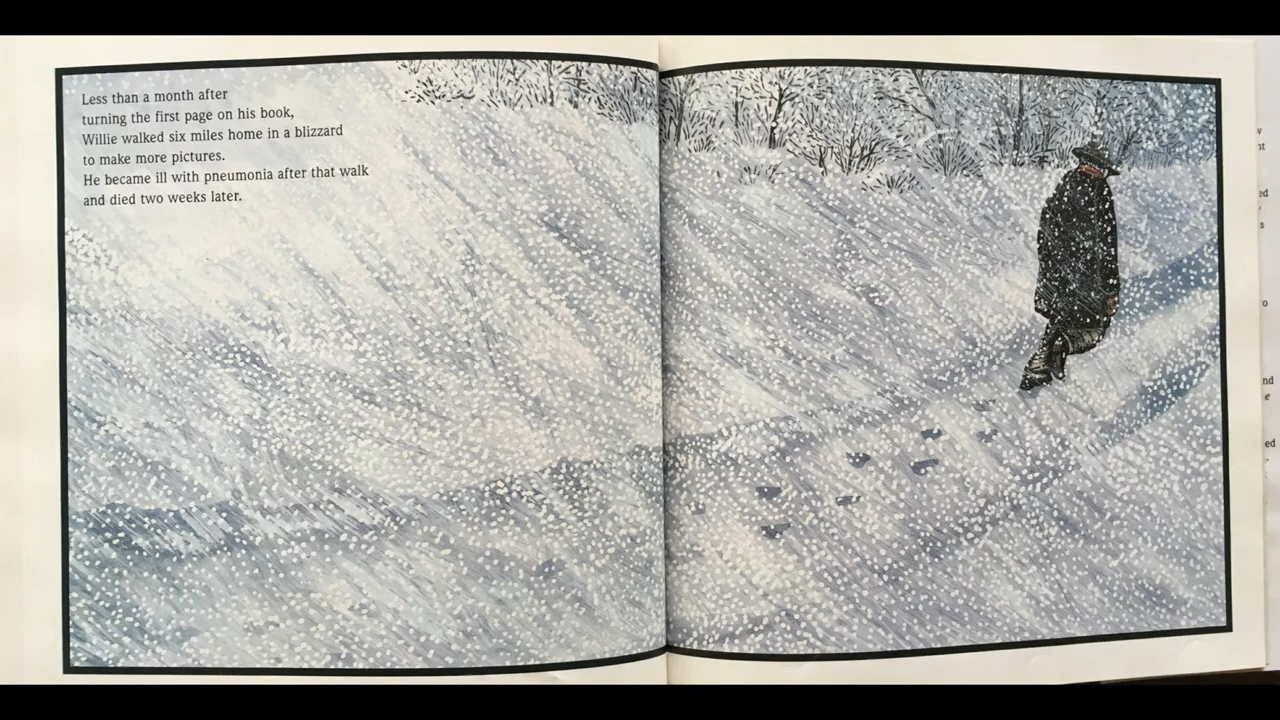 Less than a month after
turning the first page on his book,
Willie walked six miles home in a blizzard
to make more pictures.
He became ill with pneumonia after that walk
and died two weeks later.